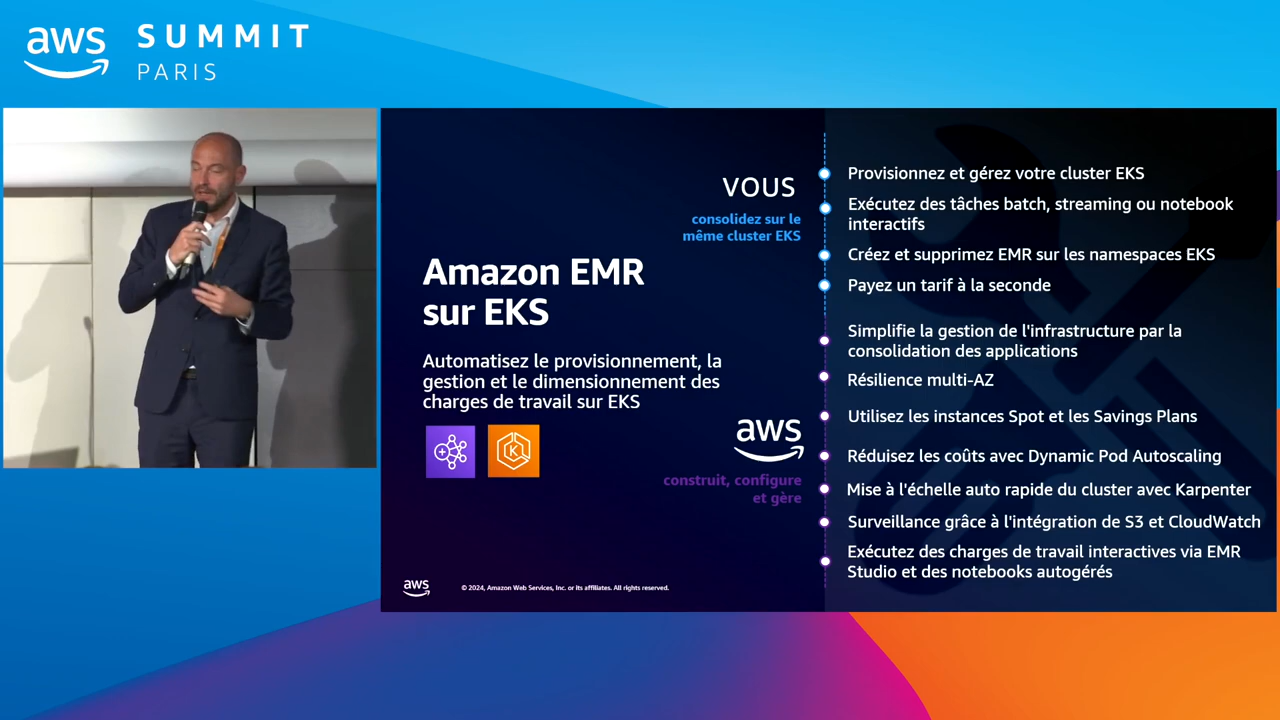 aws
SUMMIT
PARIS
VOUS
consolidez sur le
même cluster EKS
Amazon EMR
sur EKS
Automatisez le provisionnement, la
gestion et le dimensionnement des
charges de travail sur EKS
K
aws
construit, configure
et gère
Provisionnez et gérez votre cluster EKS
Exécutez des tâches batch, streaming ou notebook
interactifs
Créez et supprimez EMR sur les namespaces EKS
Payez un tarif à la seconde
Simplifie la gestion de l'infrastructure par la
consolidation des applications
Résilience multi-AZ
Utilisez les instances Spot et les Savings Plans
Réduisez les coûts avec Dynamic Pod Autoscaling
Mise à l'échelle auto rapide du cluster avec Karpenter
Surveillance grâce à l'intégration de S3 et CloudWatch
Exécutez des charges de travail interactives via EMR
Studio et des notebooks autogérés
aws
© 2024, Amazon Web Services, Inc. or its affiliates. All rights reserved.